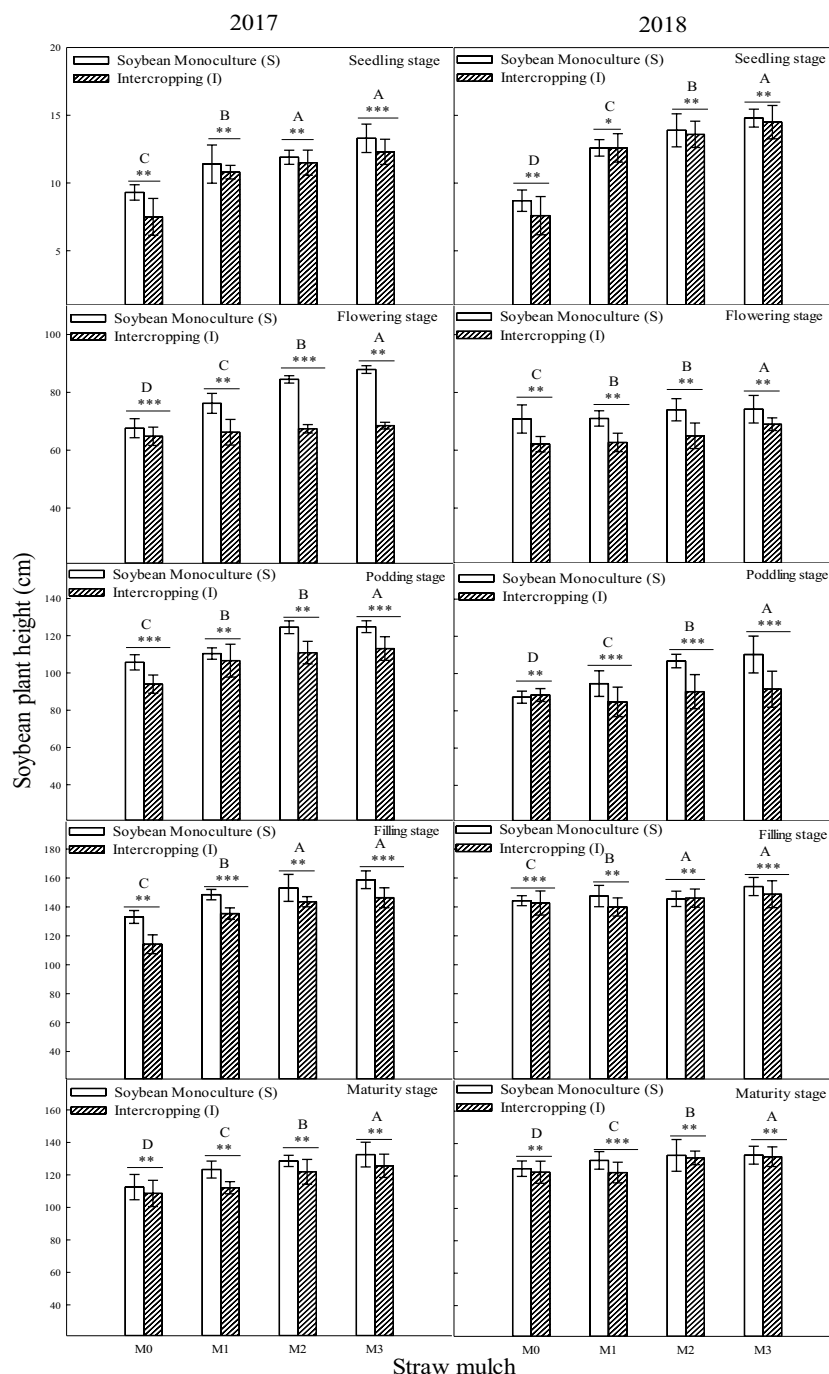 2017
2018
20
15
10
5
Soybean Monoculture (S)
Intercropping (I)
Seedling stage
C
**
B
**
A
**
A
***
Soybean Monoculture (S)
Intercropping (I)
Seedling stage
D
**
C
*
B
**
A
**
100
80
60
40
Soybean Monoculture (S)
Intercropping (I)
Flowering stage
D
***
C
**
B
***
A
**
Soybean Monoculture (S)
Intercropping (I)
Flowering stage
C
**
B
**
B
**
A
**
Soybean plant height (cm)
140
120
100
80
60
40
Soybean Monoculture (S)
Intercropping (I)
Podding stage
C
***
B
**
B
**
A
***
Soybean Monoculture (S)
Intercropping (I)
Poddling stage
D
**
C
***
B
***
A
***
180
160
140
120
100
80
60
40
Soybean Monoculture (S)
Intercropping (I)
Filling stage
C
**
B
***
A
**
A
***
Soybean Monoculture (S)
Intercropping (I)
Filling stage
C
***
B
**
A
**
A
***
160
140
120
100
80
60
40
Soybean Monoculture (S)
Intercropping (I)
Maturity stage
D
**
C
**
B
**
A
**
Soybean Monoculture (S)
Intercropping (I)
Maturity stage
D
**
C
***
B
**
A
**
M0 M1 M2 M3
M0 M1 M2 M3
Straw mulch